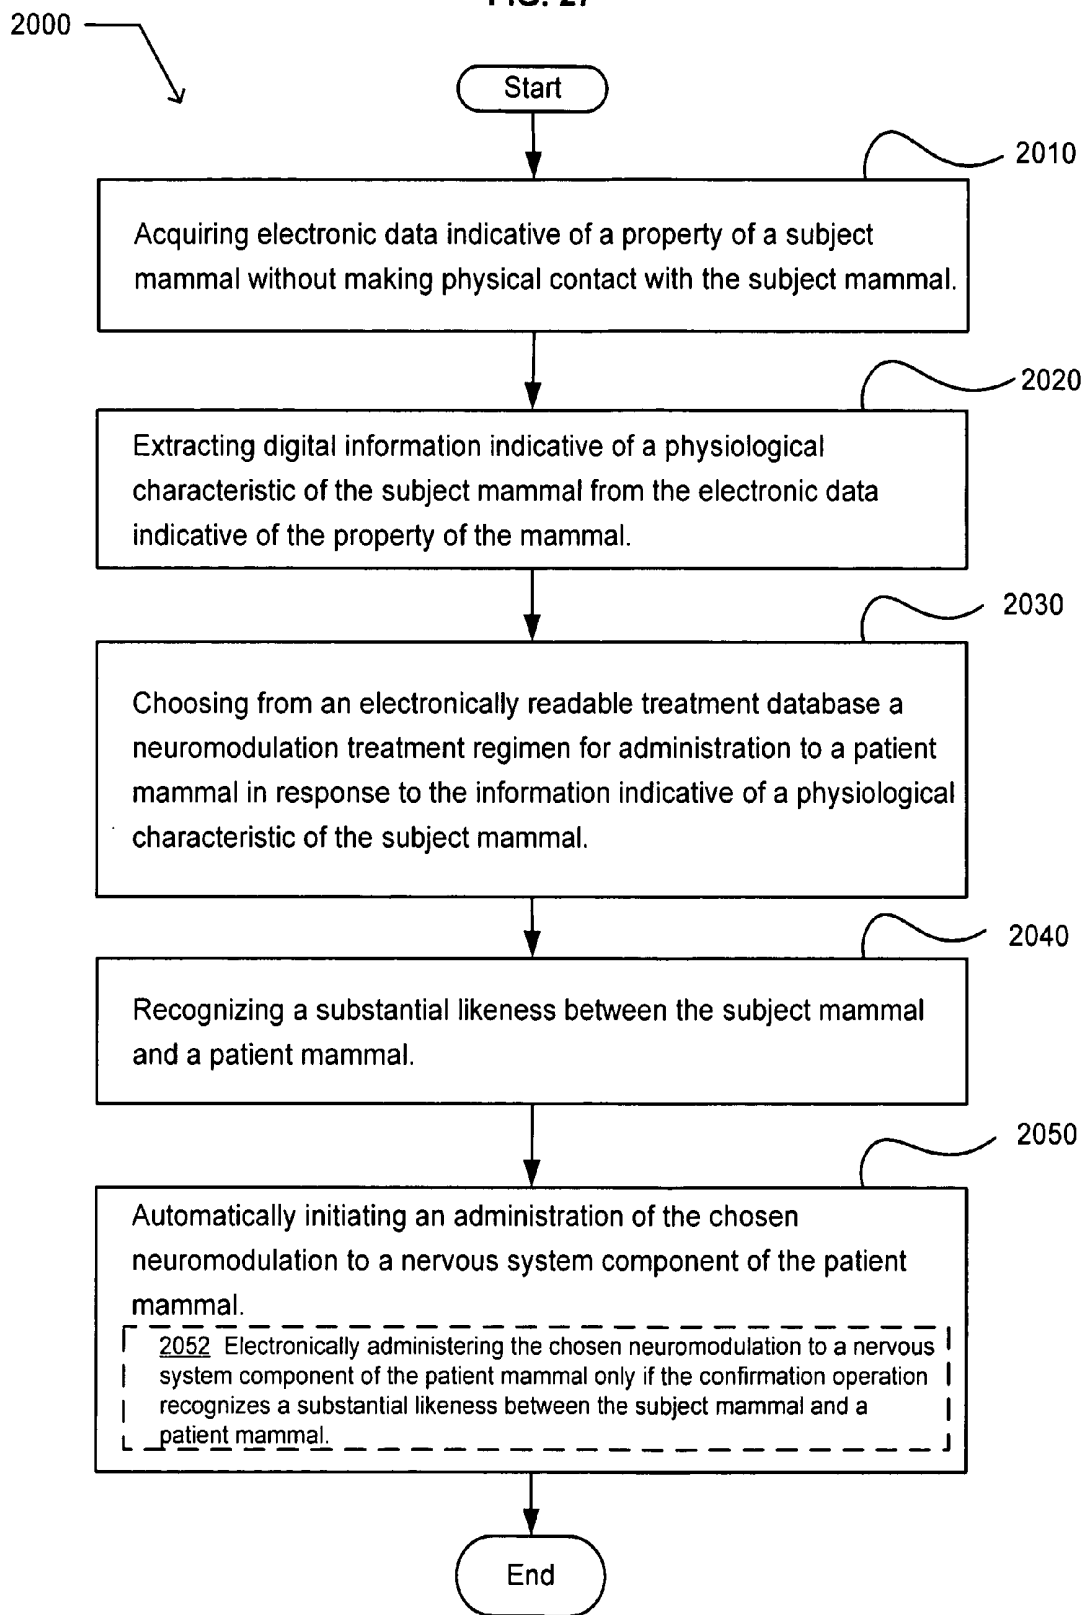 2000
Start
2010
Acquiring electronic data indicative of a property of a subject
mammal without making physical contact with the subject mammal.
2020
Extracting digital information indicative of a physiological
characteristic of the subject mammal from the electronic data
indicative of the property of the mammal.
2030
Choosing from an electronically readable treatment database a
neuromodulation treatment regimen for administration to a patient
mammal in response to the information indicative of a physiological
characteristic of the subject mammal.
2040
Recognizing a substantial likeness between the subject mammal
and a patient mammal.
2050
Automatically initiating an administration of the chosen
neuromodulation to a nervous system component of the patient
mammal.
2052 Electronically administering the chosen neuromodulation to a nervous
system component of the patient mammal only if the confirmation operation
recognizes a substantial likeness between the subject mammal and a
patient mammal.
End